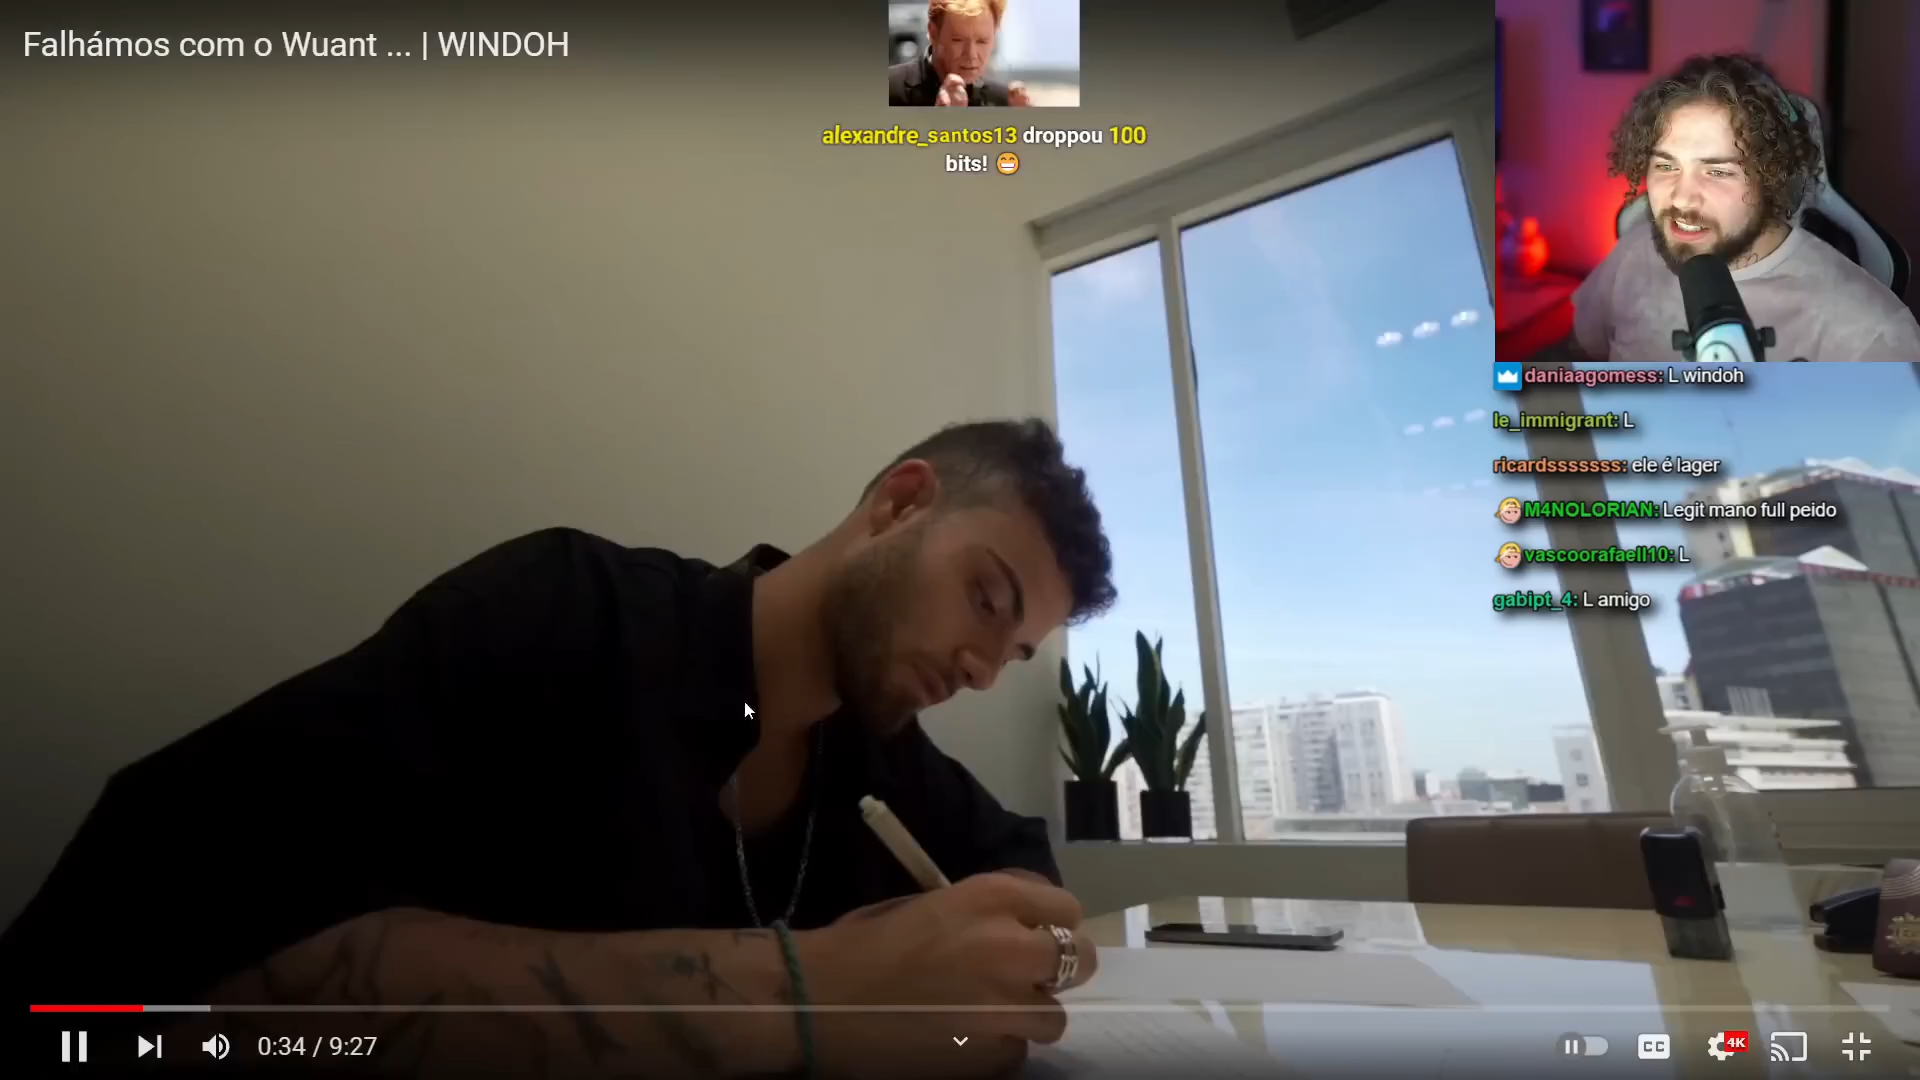 Falhámos com o Wuant ... | WINDOH
alexandre_santos13 droppou 100
bits! 😁
daniaagomess: L windoh
le_immigrant: L
ricardsssssss: ele é lager
M4NOLORIAN: Legit mano full peido
vascoorafaell10: L
gabipt_4: L amigo
0:34 / 9:27
CC
4K